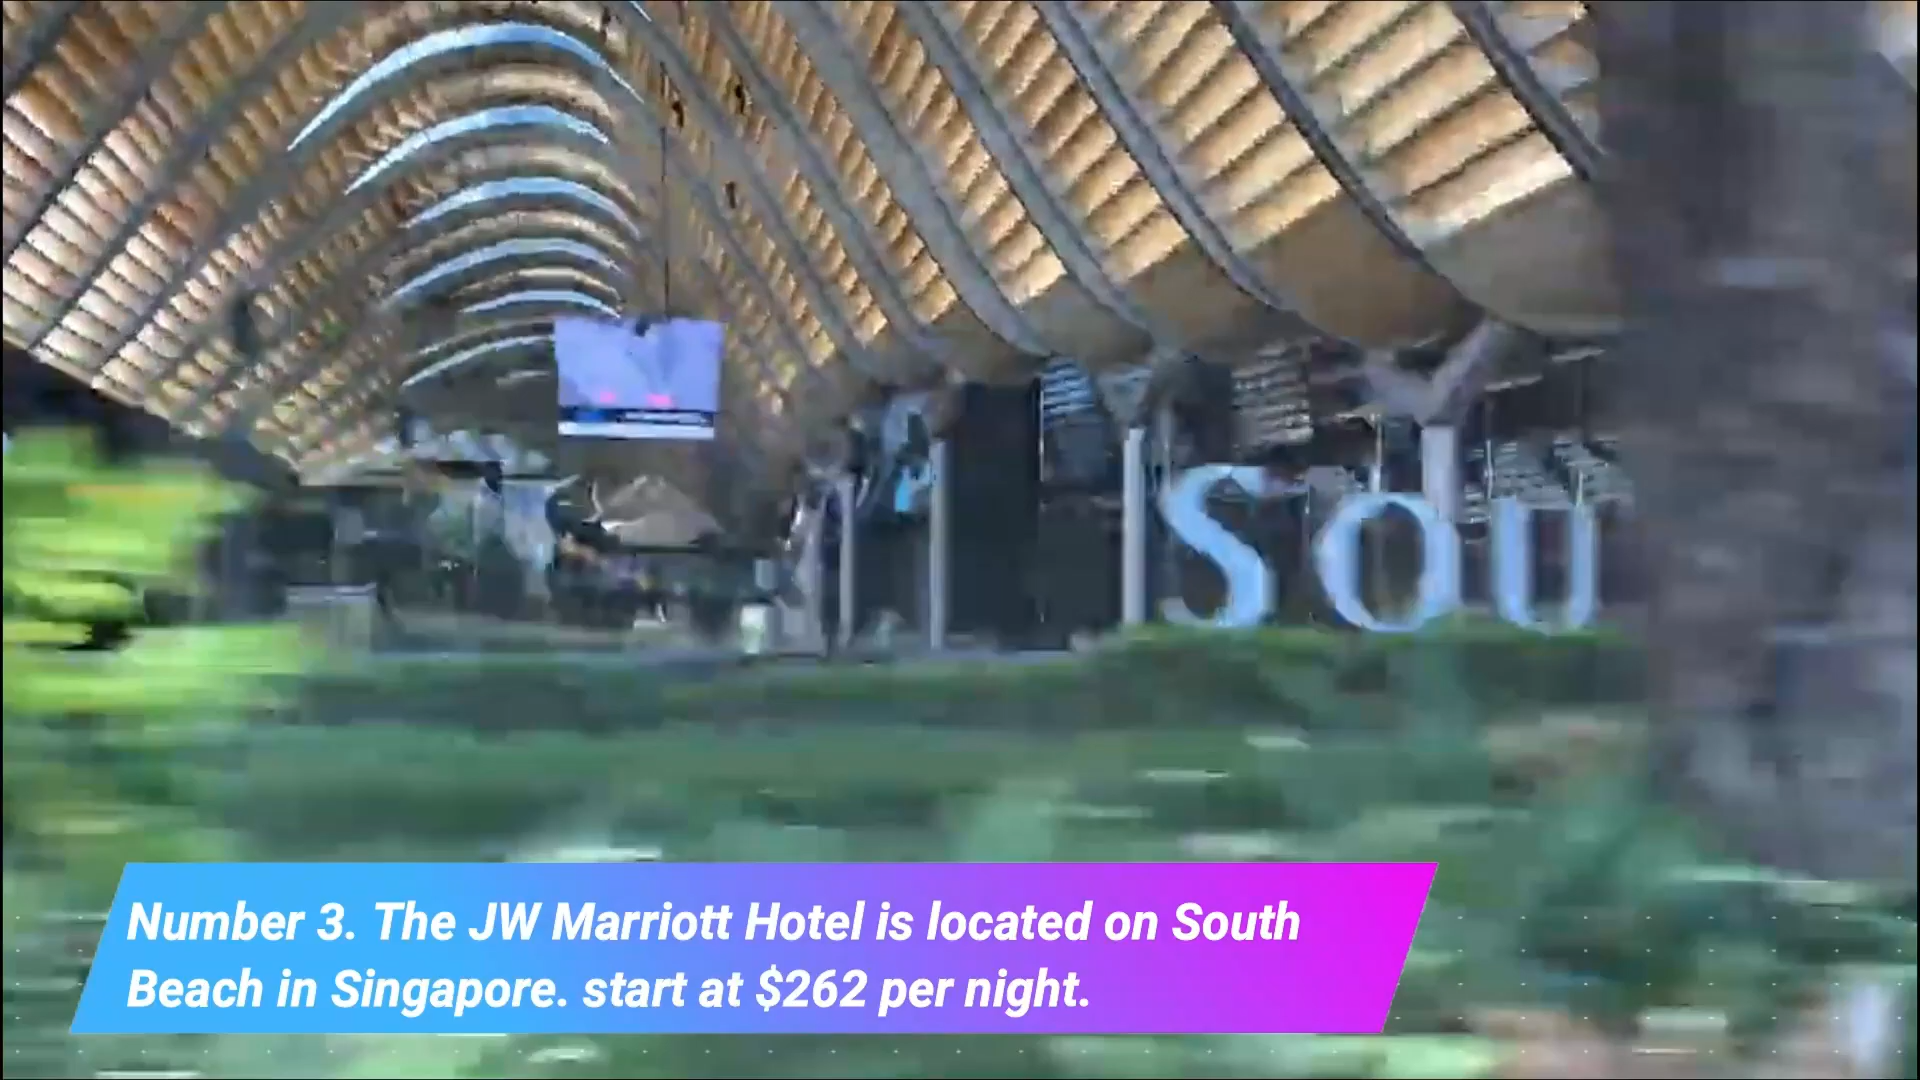 Sou
Number 3. The JW Marriott Hotel is located on South
Beach in Singapore. start at $262 per night.